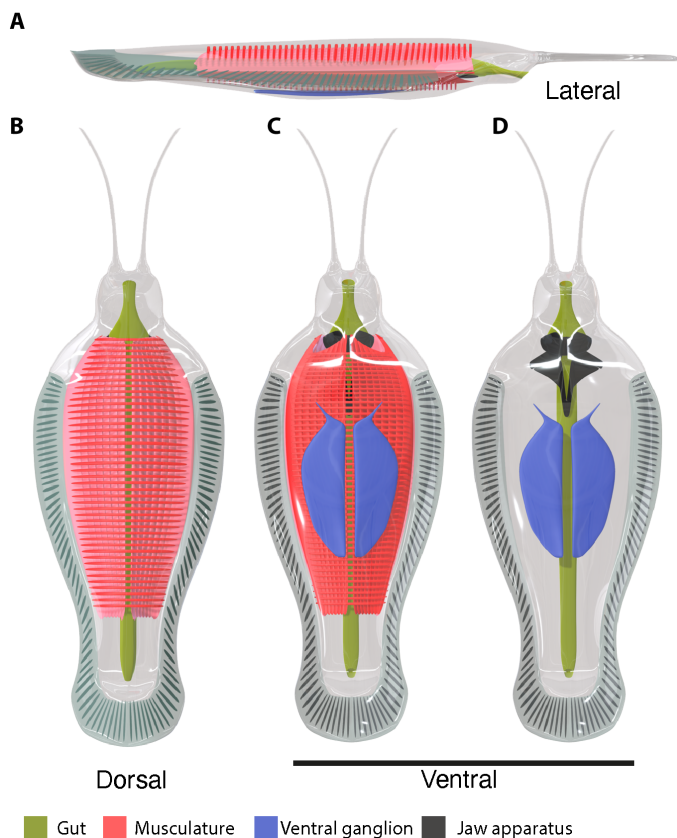 A
Lateral
B
C
D
Dorsal
Ventral
Gut
Musculature
Ventral ganglion
Jaw apparatus